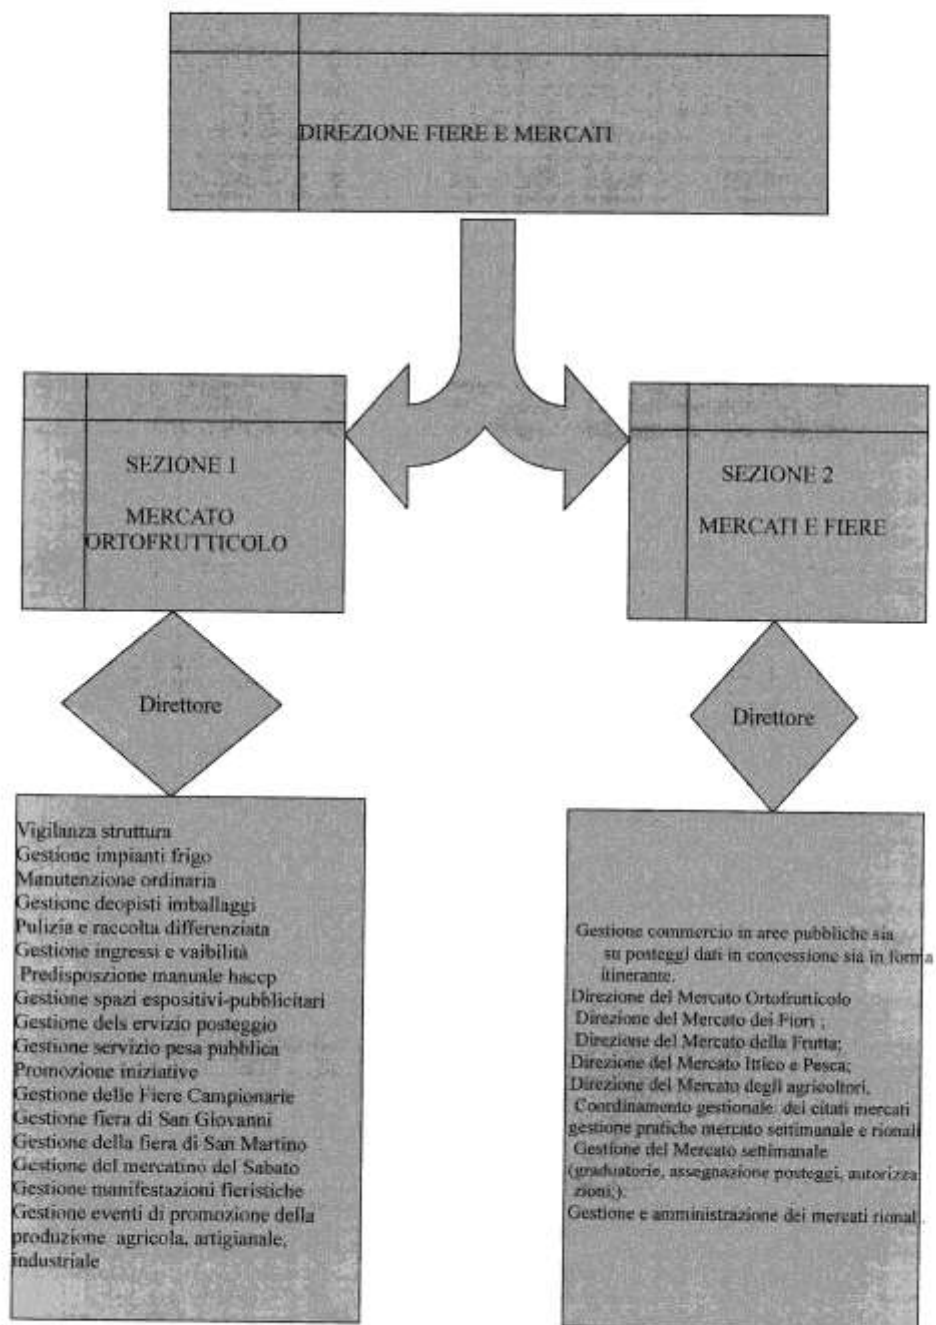 DIREZIONE FIERE E MERCATI
SEZIONE 1
MERCATO
ORTOFRUTTICOLO
Direttore
Vigilanza struttura
Gestione impianti frigo
Manutenzione ordinaria
Gestione deopisti imballaggi
Pulizia e raccolta differenziata
Gestione ingressi e vaibilità
Predisposzione manuale haccp
Gestione spazi espositivi-pubblicitari
Gestione dels ervizio posteggio
Gestione servizio pesa pubblica
Promozione iniziative
Gestione delle Fiere Campionarie
Gestione fiera di San Giovanni
Gestione della fiera di San Martino
Gestione del mercatino del Sabato
Gestione manifestazioni fieristiche
Gestione eventi di promozione della
produzione agricola, artigianale,
industriale
SEZIONE 2
MERCATI E FIERE
Direttore
Gestione commercio in aree pubbliche sia
su posteggi dati in concessione sia in forma
itinerante.
Direzione del Mercato Ortofrutticolo
Direzione del Mercato dei Fiori ;
Direzione del Mercato della Frutta;
Direzione del Mercato Ittico e Pesca;
Direzione del Mercato degli agricoltori.
Coordinamento gestionale dei citati mercati
gestione pratiche mercato settimanale e rionali
Gestione del Mercato settimanale
(graduatorie, assegnazione posteggi, autorizza
zioni;).
Gestione e amministrazione dei mercati rionali.